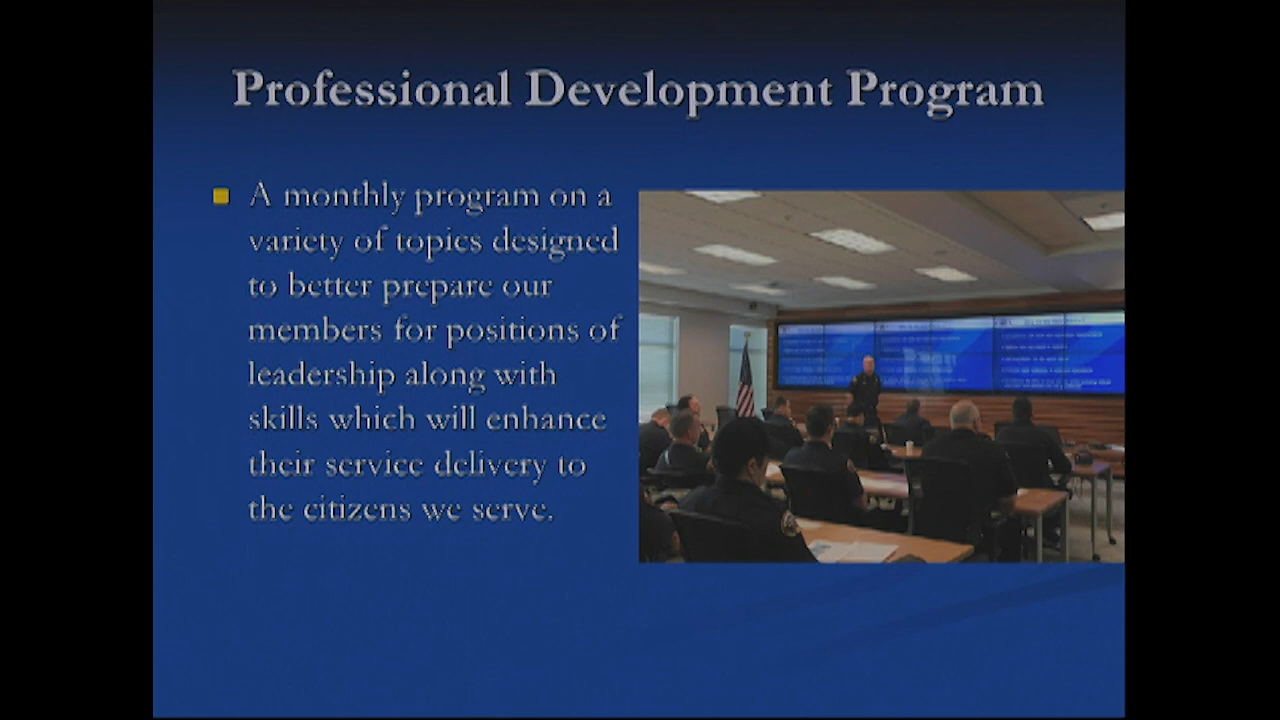 Professional Development Program
A monthly program on a
variety of topics designed
to better prepare our
members for positions of
leadership along with
skills which will enhance
their service delivery to
the citizens we serve.